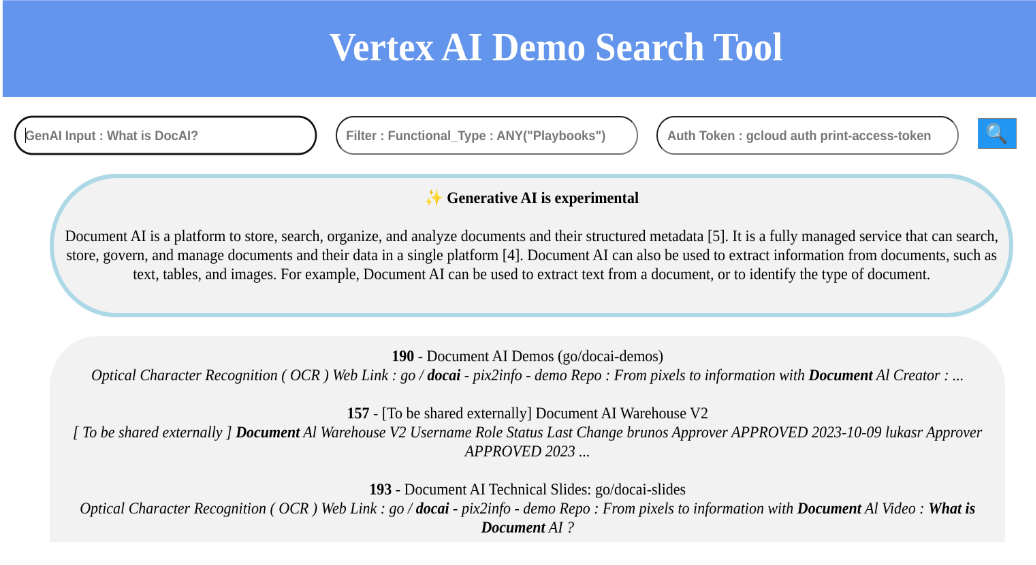 Vertex AI Demo Search Tool
GenAI Input : What is DocAI?
Filter : Functional_Type : ANY("Playbooks")
Auth Token : gcloud auth print-access-token
✨ Generative AI is experimental
Document AI is a platform to store, search, organize, and analyze documents and their structured metadata [5]. It is a fully managed service that can search,
store, govern, and manage documents and their data in a single platform [4]. Document AI can also be used to extract information from documents, such as
text, tables, and images. For example, Document AI can be used to extract text from a document, or to identify the type of document.
190 - Document AI Demos (go/docai-demos)
Optical Character Recognition ( OCR ) Web Link : go / docai - pix2info - demo Repo : From pixels to information with Document Al Creator : ...
157 - [To be shared externally] Document AI Warehouse V2
[ To be shared externally ] Document Al Warehouse V2 Username Role Status Last Change brunos Approver APPROVED 2023-10-09 lukasr Approver
APPROVED 2023 ...
193 - Document AI Technical Slides: go/docai-slides
Optical Character Recognition ( OCR ) Web Link : go / docai - pix2info - demo Repo : From pixels to information with Document Al Video : What is
Document AI ?